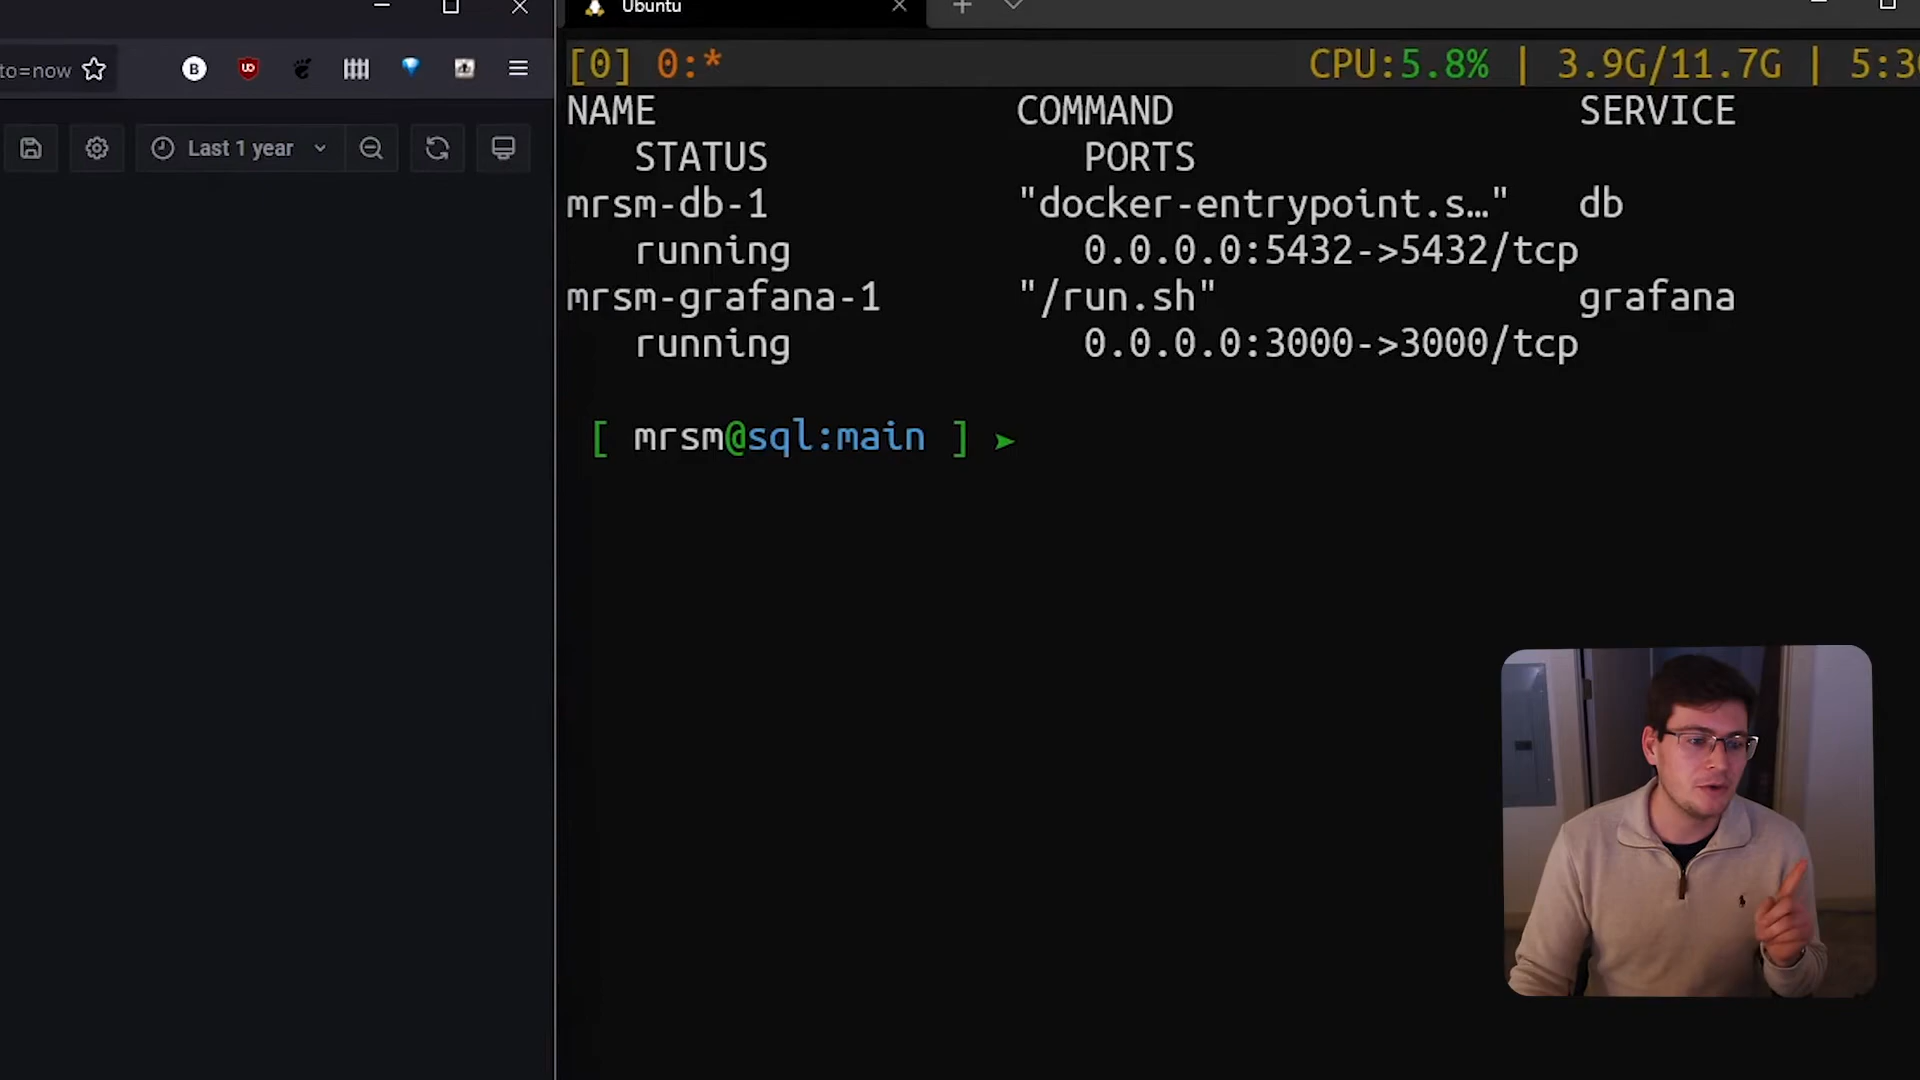 Ubuntu
to=now
B
UO
Last 1 year
[0] 0:* CPU:5.8% | 3.9G/11.7G | 5:3
NAME COMMAND SERVICE
STATUS PORTS
mrsm-db-1 "docker-entrypoint.s…" db
running 0.0.0.0:5432->5432/tcp
mrsm-grafana-1 "/run.sh" grafana
running 0.0.0.0:3000->3000/tcp
[ mrsm@sql:main ] ➤